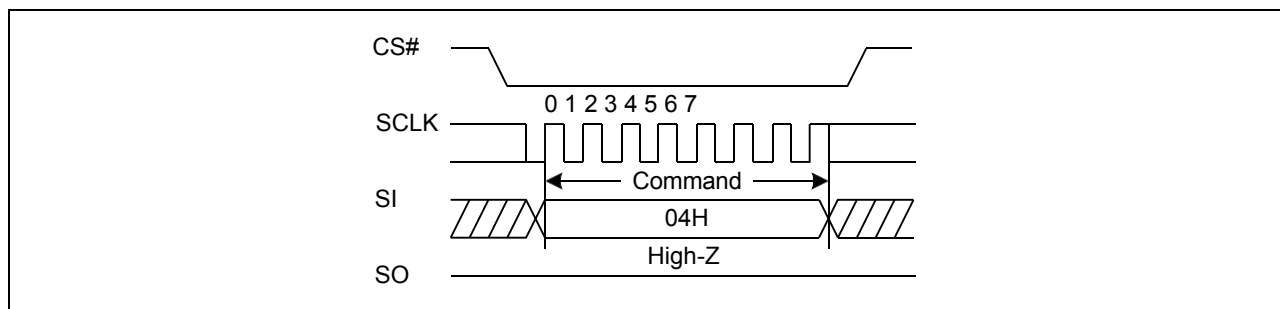 CS#
0 1 2 3 4 5 6 7
SCLK
Command
SI
04H
High-Z
SO